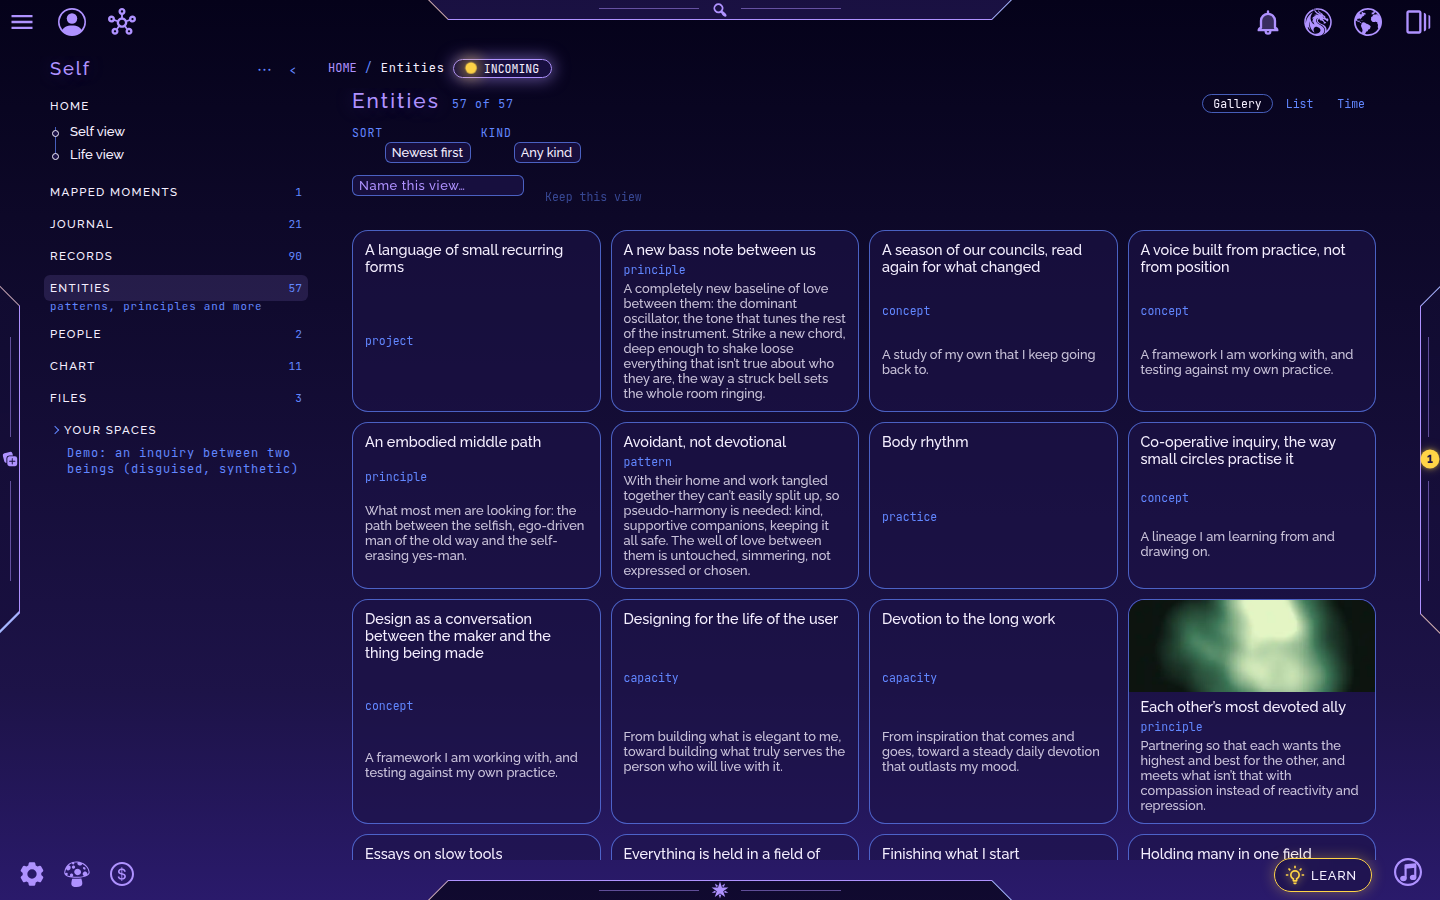 Self
...
<
HOME
Self view
Life view
MAPPED MOMENTS 1
JOURNAL 21
RECORDS 90
ENTITIES 57
patterns, principles and more
PEOPLE 2
CHART 11
FILES 3
YOUR SPACES
Demo: an inquiry between two
beings (disguised, synthetic)
HOME / Entities
INCOMING
Entities 57 of 57
Gallery List Time
SORT
Newest first
KIND
Any kind
Name this view…
Keep this view
A language of small recurring
forms
project
A new bass note between us
principle
A completely new baseline of love
between them: the dominant
oscillator, the tone that tunes the rest
of the instrument. Strike a new chord,
deep enough to shake loose
everything that isn't true about who
they are, the way a struck bell sets
the whole room ringing.
A season of our councils, read
again for what changed
concept
A study of my own that I keep going
back to.
A voice built from practice, not
from position
concept
A framework I am working with, and
testing against my own practice.
An embodied middle path
principle
What most men are looking for: the
path between the selfish, ego-driven
man of the old way and the self-
erasing yes-man.
Avoidant, not devotional
pattern
With their home and work tangled
together they can't easily split up, so
pseudo-harmony is needed: kind,
supportive companions, keeping it
all safe. The well of love between
them is untouched, simmering, not
expressed or chosen.
Body rhythm
practice
Co-operative inquiry, the way
small circles practise it
concept
A lineage I am learning from and
drawing on.
Design as a conversation
between the maker and the
thing being made
concept
A framework I am working with, and
testing against my own practice.
Designing for the life of the user
capacity
From building what is elegant to me,
toward building what truly serves the
person who will live with it.
Devotion to the long work
capacity
From inspiration that comes and
goes, toward a steady daily devotion
that outlasts my mood.
Each other's most devoted ally
principle
Partnering so that each wants the
highest and best for the other, and
meets what isn't that with
compassion instead of reactivity and
repression.
Essays on slow tools
Everything is held in a field of
Finishing what I start
Holding many in one field
1
$
LEARN